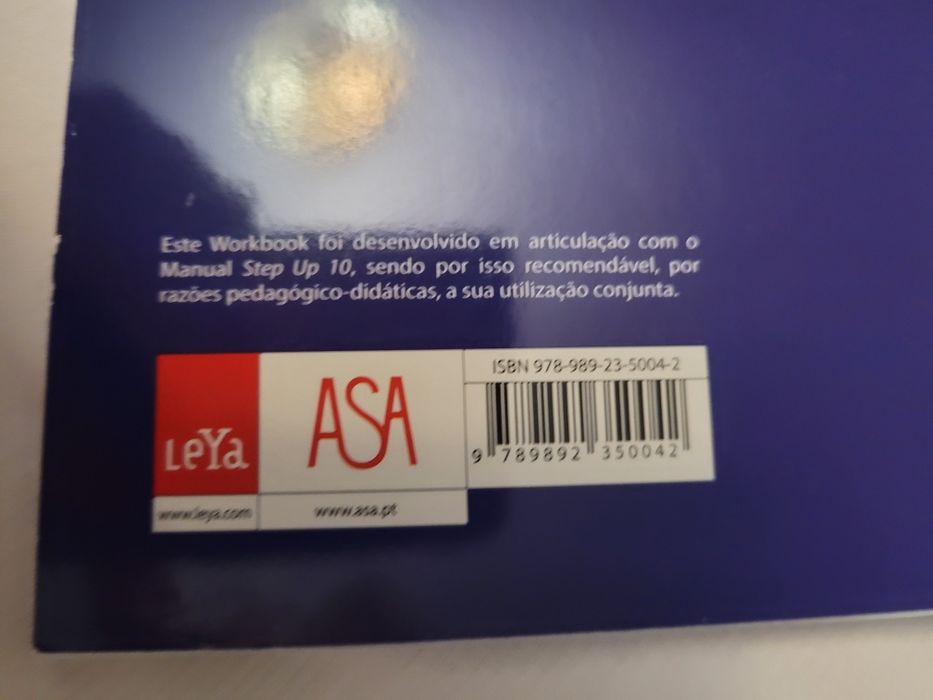 Este Workbook foi desenvolvido em articulação com o
Manual Step Up 10, sendo por isso recomendável, por
razões pedagógico-didáticas, a sua utilização conjunta.
LeYa
www.leya.com
ASA
www.asa.pt
ISBN 978-989-23-5004-2
9 789892 350042